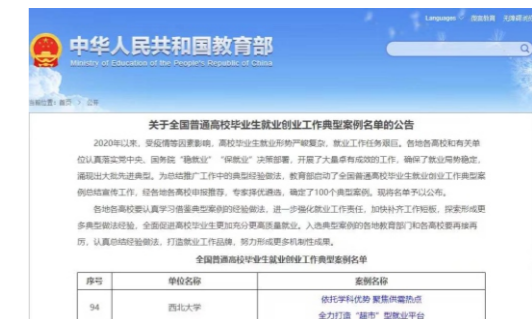 Languages
中华人民共和国教育部
Ministry of Education of the People's Republic of China
当前位置：首页 > 公告
关于全国普通高校毕业生就业创业工作典型案例名单的公告
2020年以来，受疫情等因素影响，高校毕业生就业形势严峻复杂，就业工作任务艰巨。各地各高校和有关单
位认真落实党中央、国务院“稳就业”“保就业”决策部署，开展了大量卓有成效的工作，确保了就业局势稳定，
涌现出大批先进典型。为总结推广工作中的典型经验做法，教育部启动了全国普通高校毕业生就业创业工作典型案
例总结宣传工作，经各地各高校申报推荐、专家择优遴选，确定了100个典型案例。现将名单予以公布。
各地各高校要认真学习借鉴典型案例的经验做法，进一步强化就业工作责任，加快补齐工作短板，探索形成更
多典型做法经验，全面促进高校毕业生更加充分更高质量就业。入选典型案例的各地教育部门和各高校要再接再
厉，认真总结经验做法，打造就业工作品牌，努力形成更多机制性成果。
全国普通高校毕业生就业创业工作典型案例名单
序号 单位名称 案例名称
94 西北大学 依托学科优势 聚焦供需热点
全力打造“超市”型就业平台